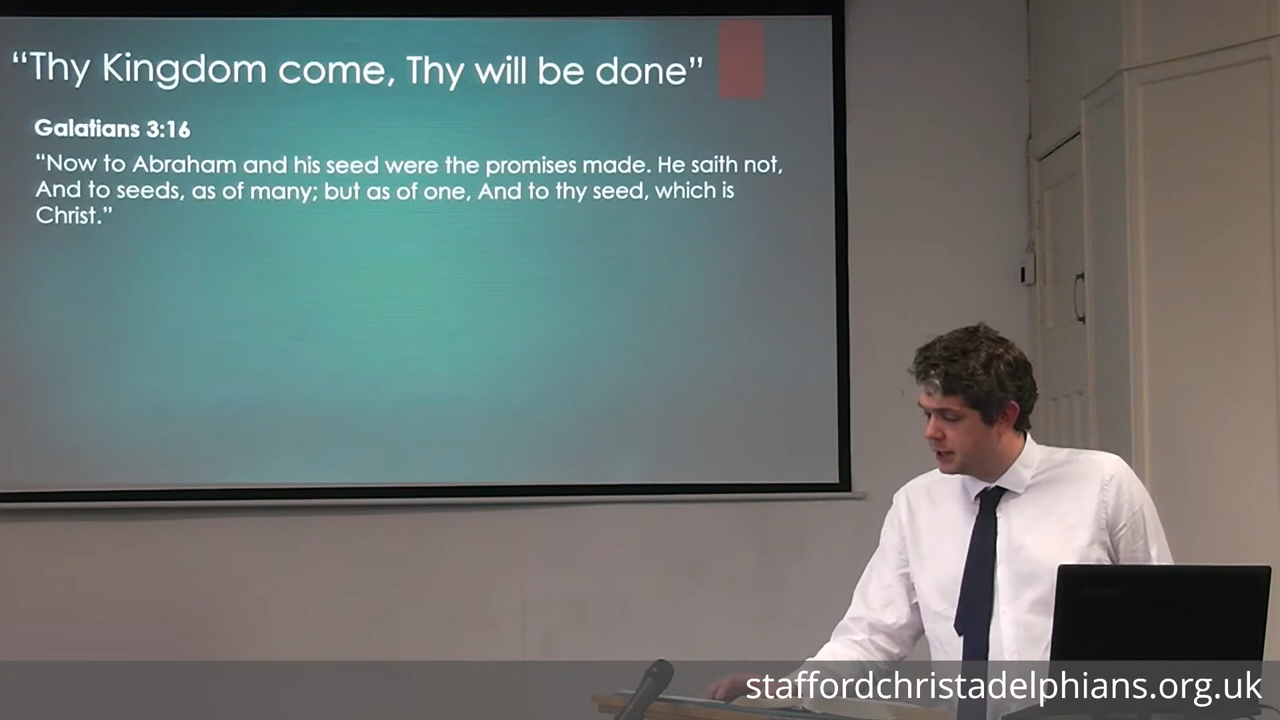 “Thy Kingdom come, Thy will be done”
Galatians 3:16
“Now to Abraham and his seed were the promises made. He saith not,
And to seeds, as of many; but as of one, And to thy seed, which is
Christ.”
staffordchristadelphians.org.uk